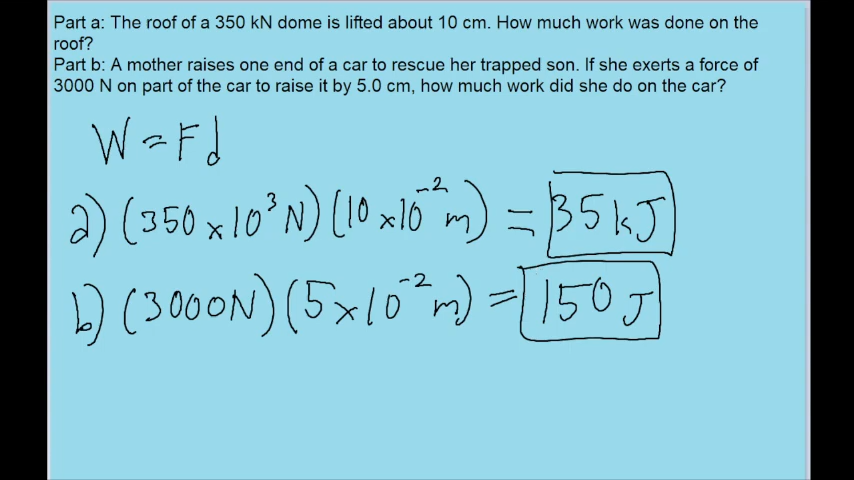 Part a: The roof of a 350 kN dome is lifted about 10 cm. How much work was done on the
roof?
Part b: A mother raises one end of a car to rescue her trapped son. If she exerts a force of
3000 N on part of the car to raise it by 5.0 cm, how much work did she do on the car?
W = Fd
a) (350 x 10³ N) (10 x 10⁻² m) = 35 kJ
b) (3000N) (5 x 10⁻² m) = 150 J